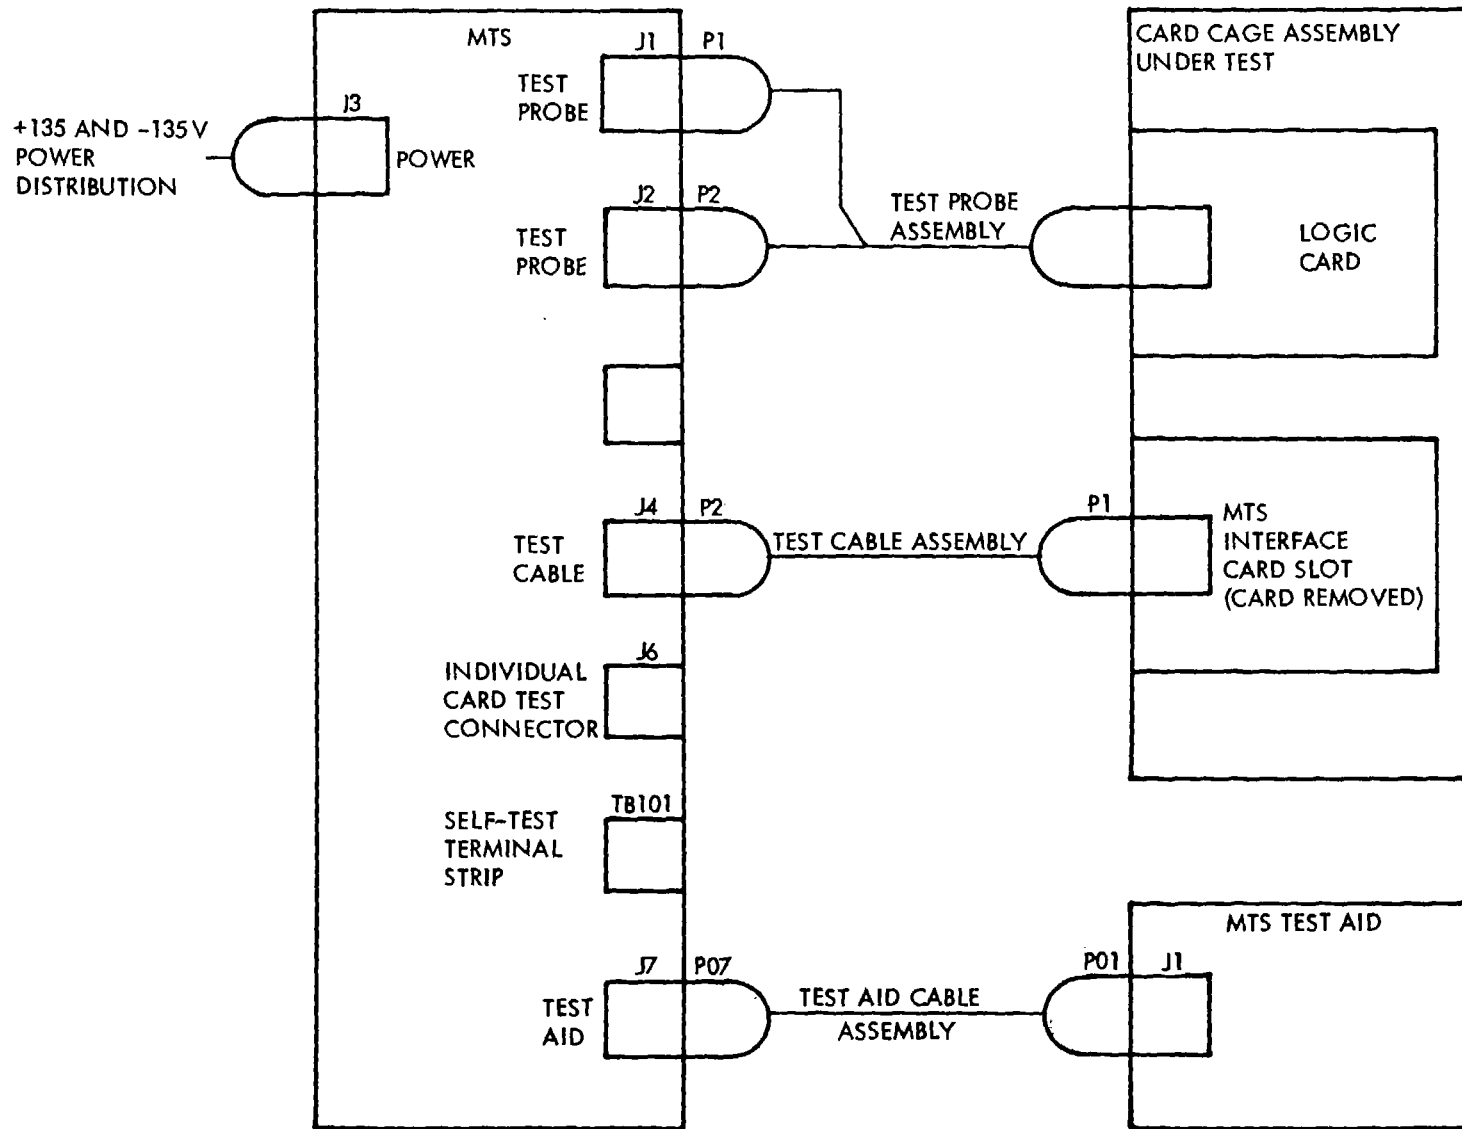 MTS
J1
P1
TEST
PROBE
J3
+135 AND -135V
POWER
DISTRIBUTION
POWER
J2
P2
TEST
PROBE
TEST PROBE
ASSEMBLY
CARD CAGE ASSEMBLY
UNDER TEST
LOGIC
CARD
J4
P2
TEST
CABLE
TEST CABLE ASSEMBLY
P1
MTS
INTERFACE
CARD SLOT
(CARD REMOVED)
J6
INDIVIDUAL
CARD TEST
CONNECTOR
TB101
SELF-TEST
TERMINAL
STRIP
J7
P07
TEST
AID
TEST AID CABLE
ASSEMBLY
MTS TEST AID
P01
J1